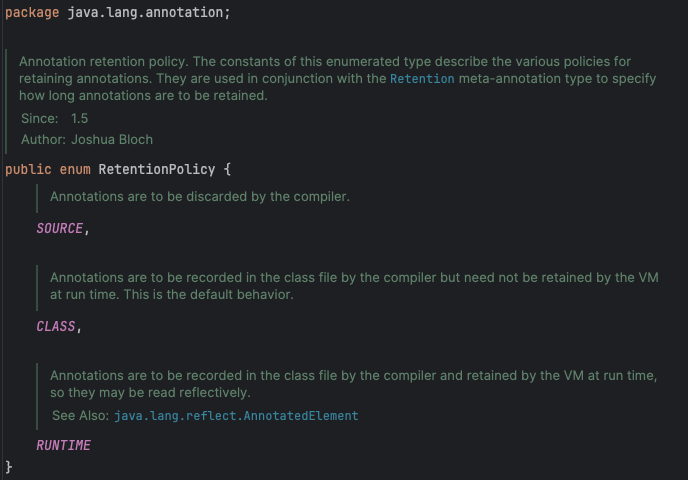 package java.lang.annotation;
Annotation retention policy. The constants of this enumerated type describe the various policies for
retaining annotations. They are used in conjunction with the Retention meta-annotation type to specify
how long annotations are to be retained.
Since: 1.5
Author: Joshua Bloch
public enum RetentionPolicy {
Annotations are to be discarded by the compiler.
SOURCE,
Annotations are to be recorded in the class file by the compiler but need not be retained by the VM
at run time. This is the default behavior.
CLASS,
Annotations are to be recorded in the class file by the compiler and retained by the VM at run time,
so they may be read reflectively.
See Also: java.lang.reflect.AnnotatedElement
RUNTIME
}